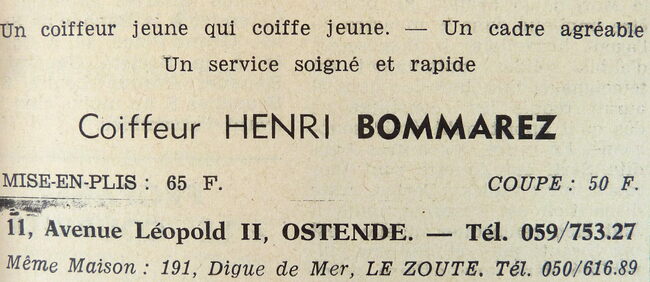 Un coiffeur jeune qui coiffe jeune. — Un cadre agréable
Un service soigné et rapide
Coiffeur HENRI BOMMAREZ
MISE-EN-PLIS : 65 F. COUPE : 50 F.
11, Avenue Léopold II, OSTENDE. — Tél. 059/753.27
Même Maison : 191, Digue de Mer, LE ZOUTE. Tél. 050/616.89